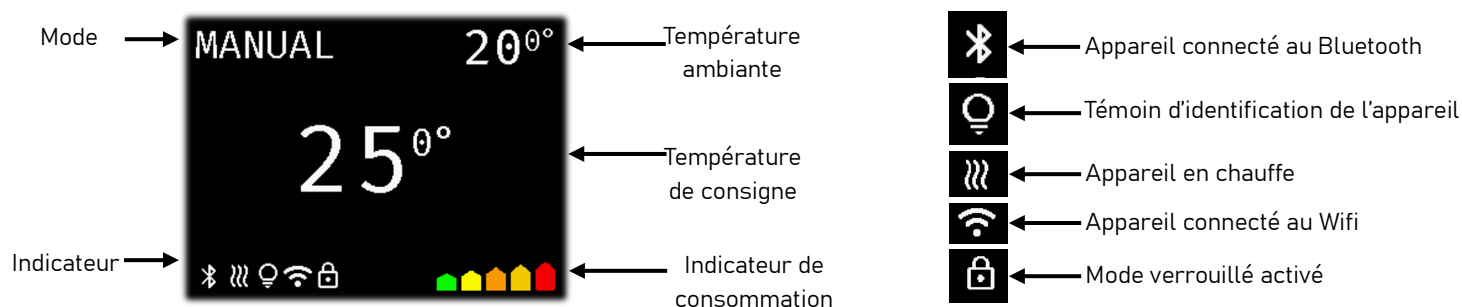 Mode
MANUAL
20⁰°
Température
ambiante
25⁰°
Température
de consigne
Indicateur
Indicateur de
consommation
Appareil connecté au Bluetooth
Témoin d'identification de l'appareil
Appareil en chauffe
Appareil connecté au Wifi
Mode verrouillé activé